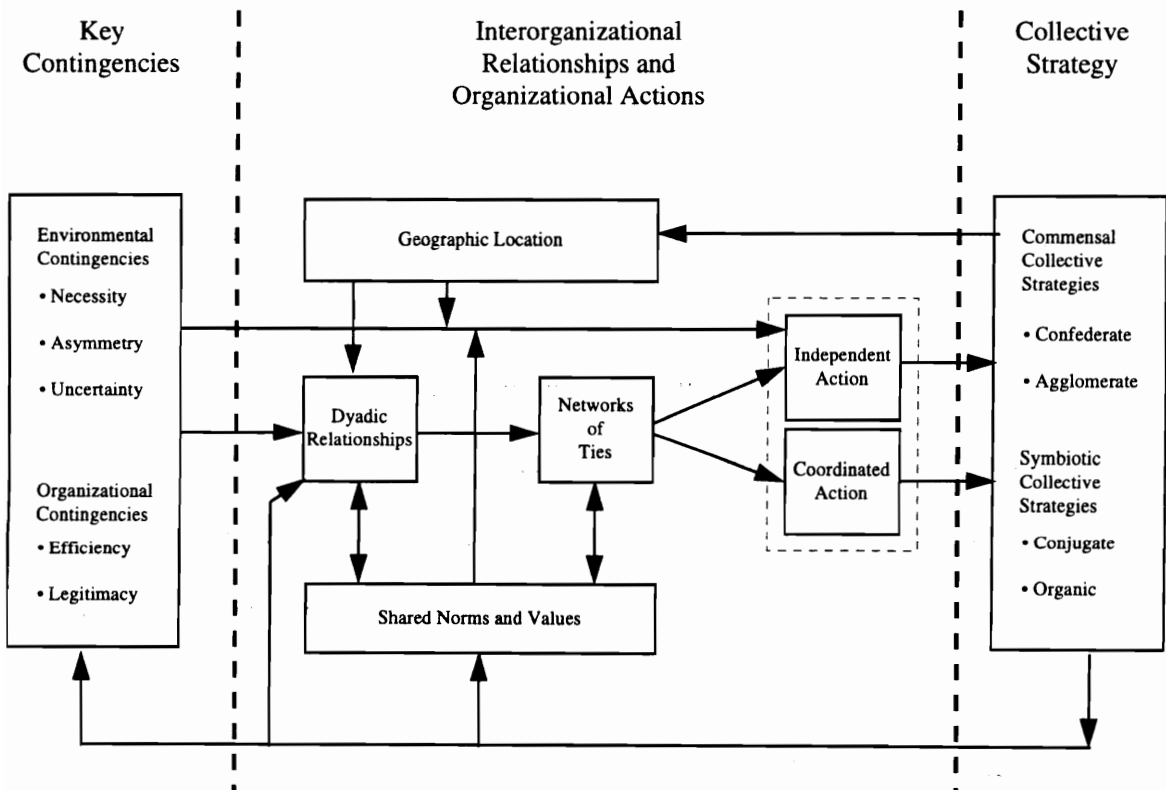 Key
Contingencies
Interorganizational
Relationships and
Organizational Actions
Collective
Strategy
Environmental
Contingencies
• Necessity
• Asymmetry
• Uncertainty
Organizational
Contingencies
• Efficiency
• Legitimacy
Geographic Location
Dyadic
Relationships
Networks
of
Ties
Independent
Action
Coordinated
Action
Shared Norms and Values
Commensal
Collective
Strategies
• Confederate
• Agglomerate
Symbiotic
Collective
Strategies
• Conjugate
• Organic